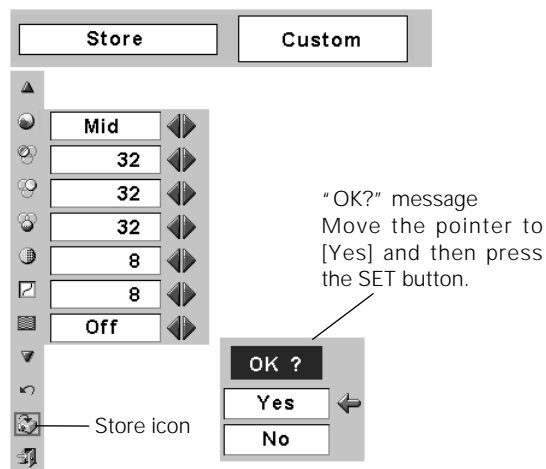 Store
Custom
Mid
32
32
32
8
8
Off
"OK?" message
Move the pointer to
[Yes] and then press
the SET button.
OK ?
Yes
No
Store icon